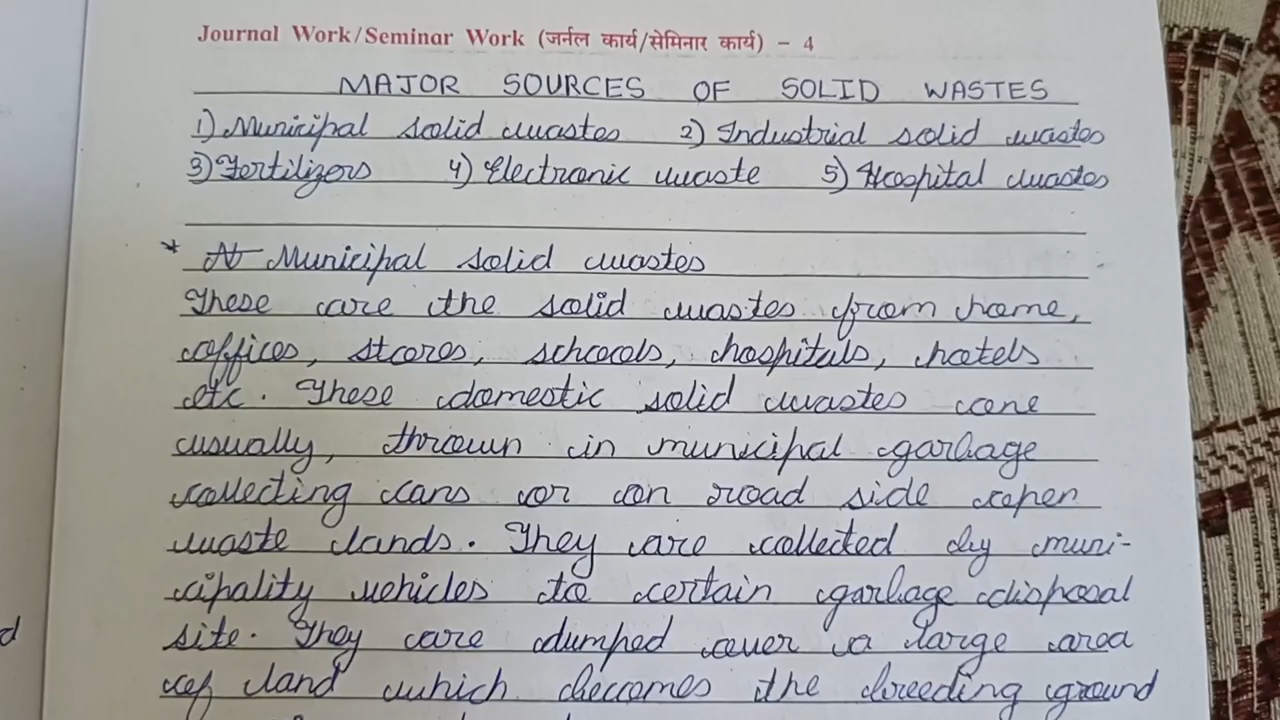 Journal Work/Seminar Work (जर्नल कार्य/सेमिनार कार्य) - 4
MAJOR SOURCES OF SOLID WASTES
1) Municipal solid wastes 2) Industrial solid wastes
3) Fertilizers 4) Electronic waste 5) Hospital wastes
* Municipal solid wastes
These are the solid wastes from home,
offices, stores, schools, hospitals, hotels
etc. These domestic solid wastes are
usually, thrown in municipal garbage
collecting cans or on road side open
waste lands. They are collected by muni-
cipality vehicles to certain garbage disposal
site. They are dumped over a large area
of land which becomes the breeding ground
d